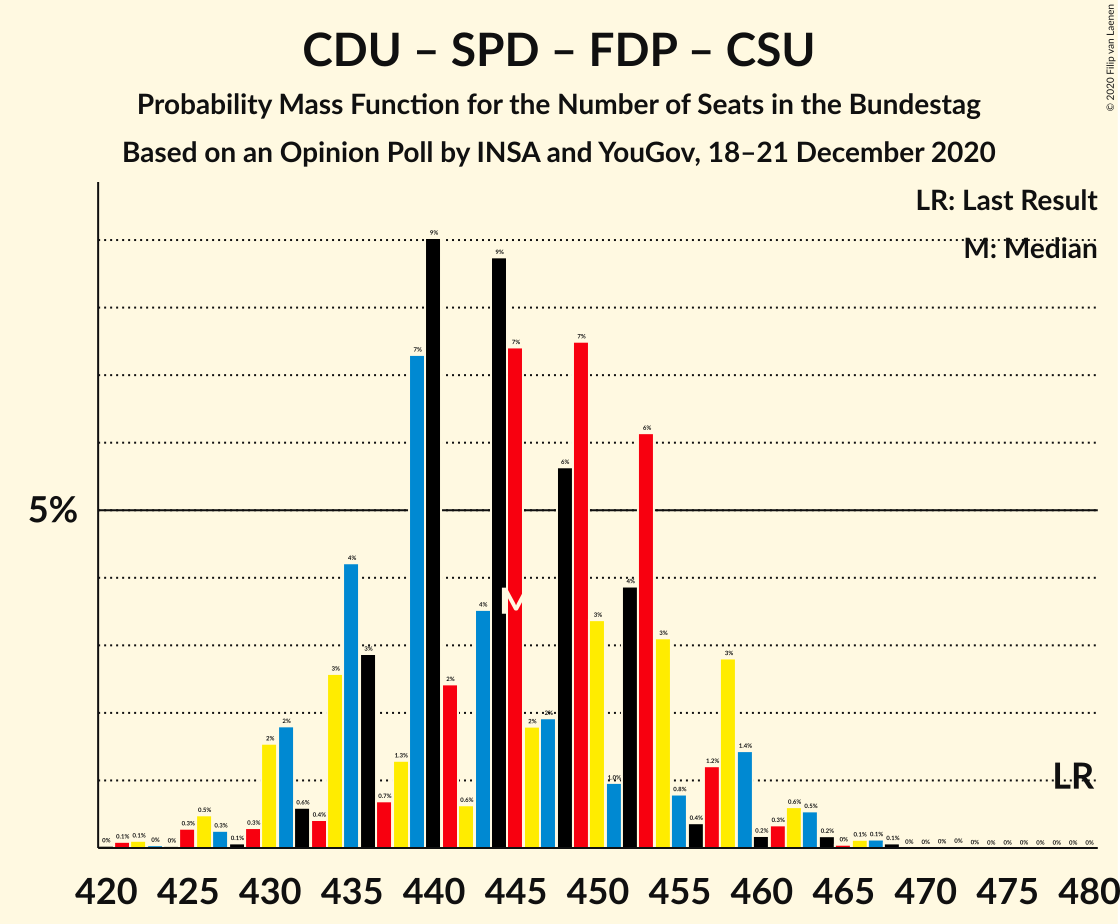 © 2020 Filip van Laenen
CDU – SPD – FDP – CSU
Probability Mass Function for the Number of Seats in the Bundestag
Based on an Opinion Poll by INSA and YouGov, 18–21 December 2020
LR: Last Result
M: Median
5%
0% 0.1% 0.1% 0% 0% 0.3% 0.5% 0.3% 0.1% 0.3% 2% 2% 0.6% 0.4% 3% 4% 3% 0.7% 1.3% 7% 9% 2% 0.6% 4% 9% 7% 2% 2% 6% 7% 3% 1.0% 4% 6% 3% 0.8% 0.4% 1.2% 3% 1.4% 0.2% 0.3% 0.6% 0.5% 0.2% 0% 0.1% 0.1% 0.1% 0% 0% 0% 0% 0% 0% 0% 0% 0% 0% 0% 0%
M
LR
420 425 430 435 440 445 450 455 460 465 470 475 480